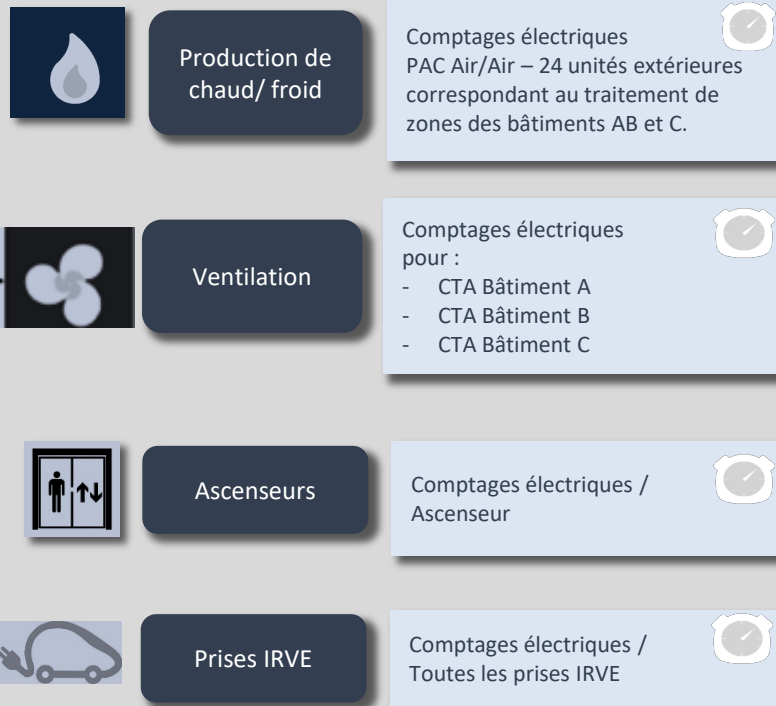 Production de
chaud/ froid
Comptages électriques
PAC Air/Air – 24 unités extérieures
correspondant au traitement de
zones des bâtiments AB et C.
Ventilation
Comptages électriques
pour :
- CTA Bâtiment A
- CTA Bâtiment B
- CTA Bâtiment C
Ascenseurs
Comptages électriques /
Ascenseur
Prises IRVE
Comptages électriques /
Toutes les prises IRVE